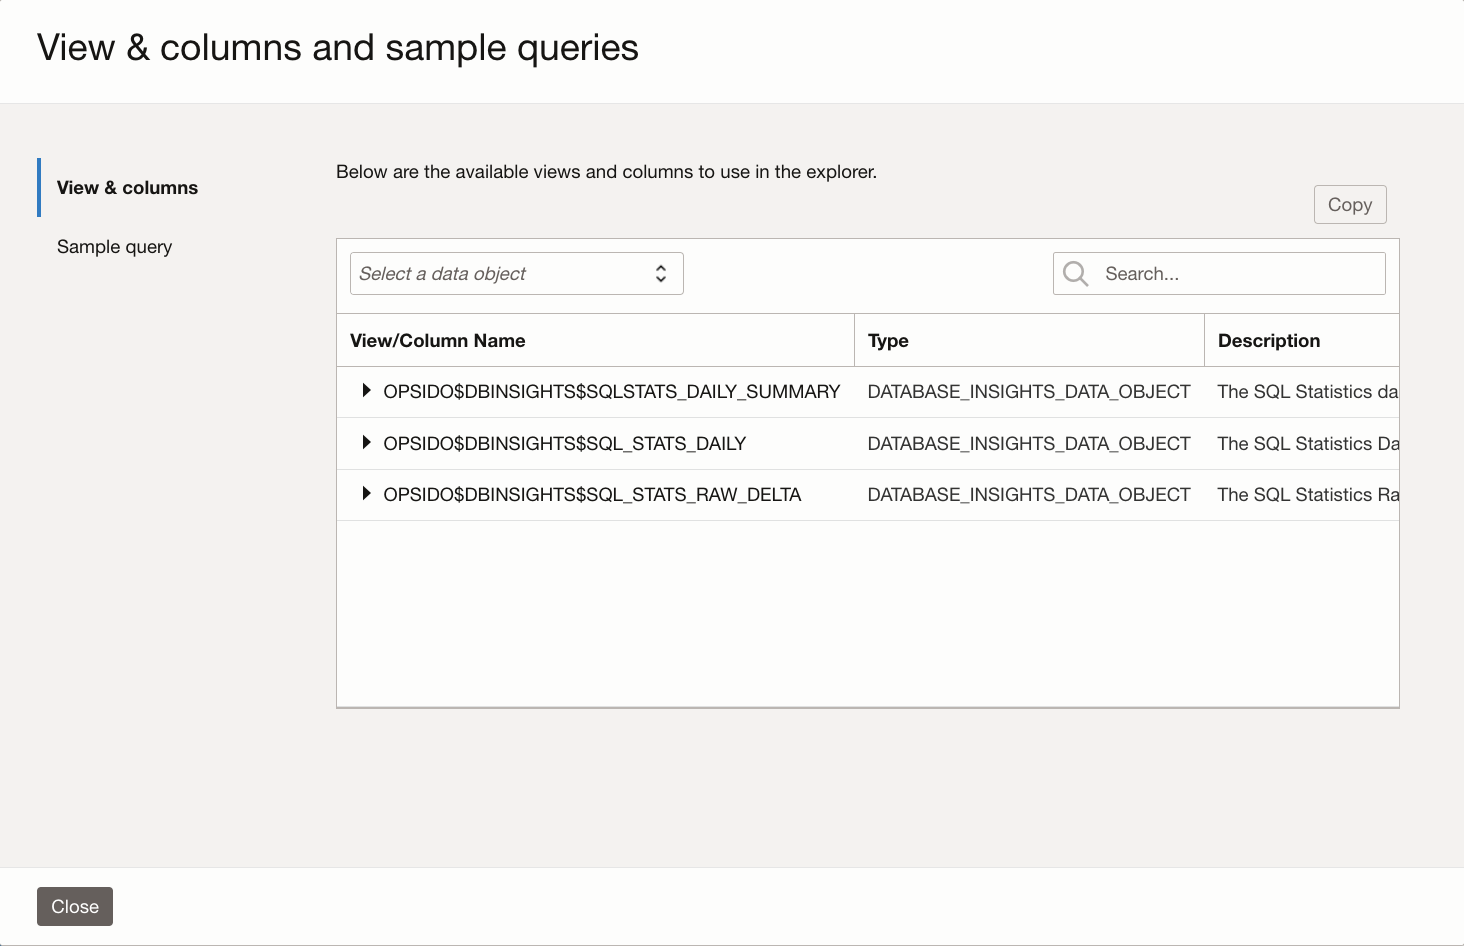 View & columns and sample queries
View & columns
Sample query
Below are the available views and columns to use in the explorer.
Copy
Select a data object
Search...
View/Column Name Type Description
OPSIDO$DBINSIGHTS$SQLSTATS_DAILY_SUMMARY DATABASE_INSIGHTS_DATA_OBJECT The SQL Statistics da
OPSIDO$DBINSIGHTS$SQL_STATS_DAILY DATABASE_INSIGHTS_DATA_OBJECT The SQL Statistics Da
OPSIDO$DBINSIGHTS$SQL_STATS_RAW_DELTA DATABASE_INSIGHTS_DATA_OBJECT The SQL Statistics Ra
Close